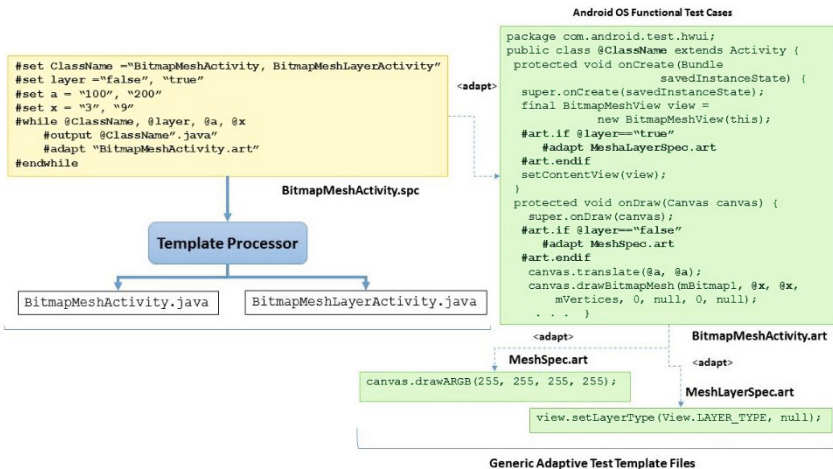 Android OS Functional Test Cases
#set ClassName =“BitmapMeshActivity, BitmapMeshLayerActivity”
#set layer =“false”, “true”
#set a = “100”, “200”
#set x = “3”, “9”
#while @ClassName, @layer, @a, @x
#output @ClassName”.java”
#adapt “BitmapMeshActivity.art”
#endwhile
BitmapMeshActivity.spc
<adapt>
Template Processor
BitmapMeshActivity.java
BitmapMeshLayerActivity.java
package com.android.test.hwui;
public class @ClassName extends Activity {
protected void onCreate(Bundle
savedInstanceState) {
super.onCreate(savedInstanceState);
final BitmapMeshView view =
new BitmapMeshView(this);
#art.if @layer==“true”
#adapt MeshaLayerSpec.art
#art.endif
setContentView(view);
}
protected void onDraw(Canvas canvas) {
super.onDraw(canvas);
#art.if @layer==“false”
#adapt MeshSpec.art
#art.endif
canvas.translate(@a, @a);
canvas.drawBitmapMesh(mBitmap1, @x, @x,
mVertices, 0, null, 0, null);
. . . }
BitmapMeshActivity.art
<adapt>
<adapt>
MeshSpec.art
canvas.drawARGB(255, 255, 255, 255);
MeshLayerSpec.art
view.setLayerType(View.LAYER_TYPE, null);
Generic Adaptive Test Template Files